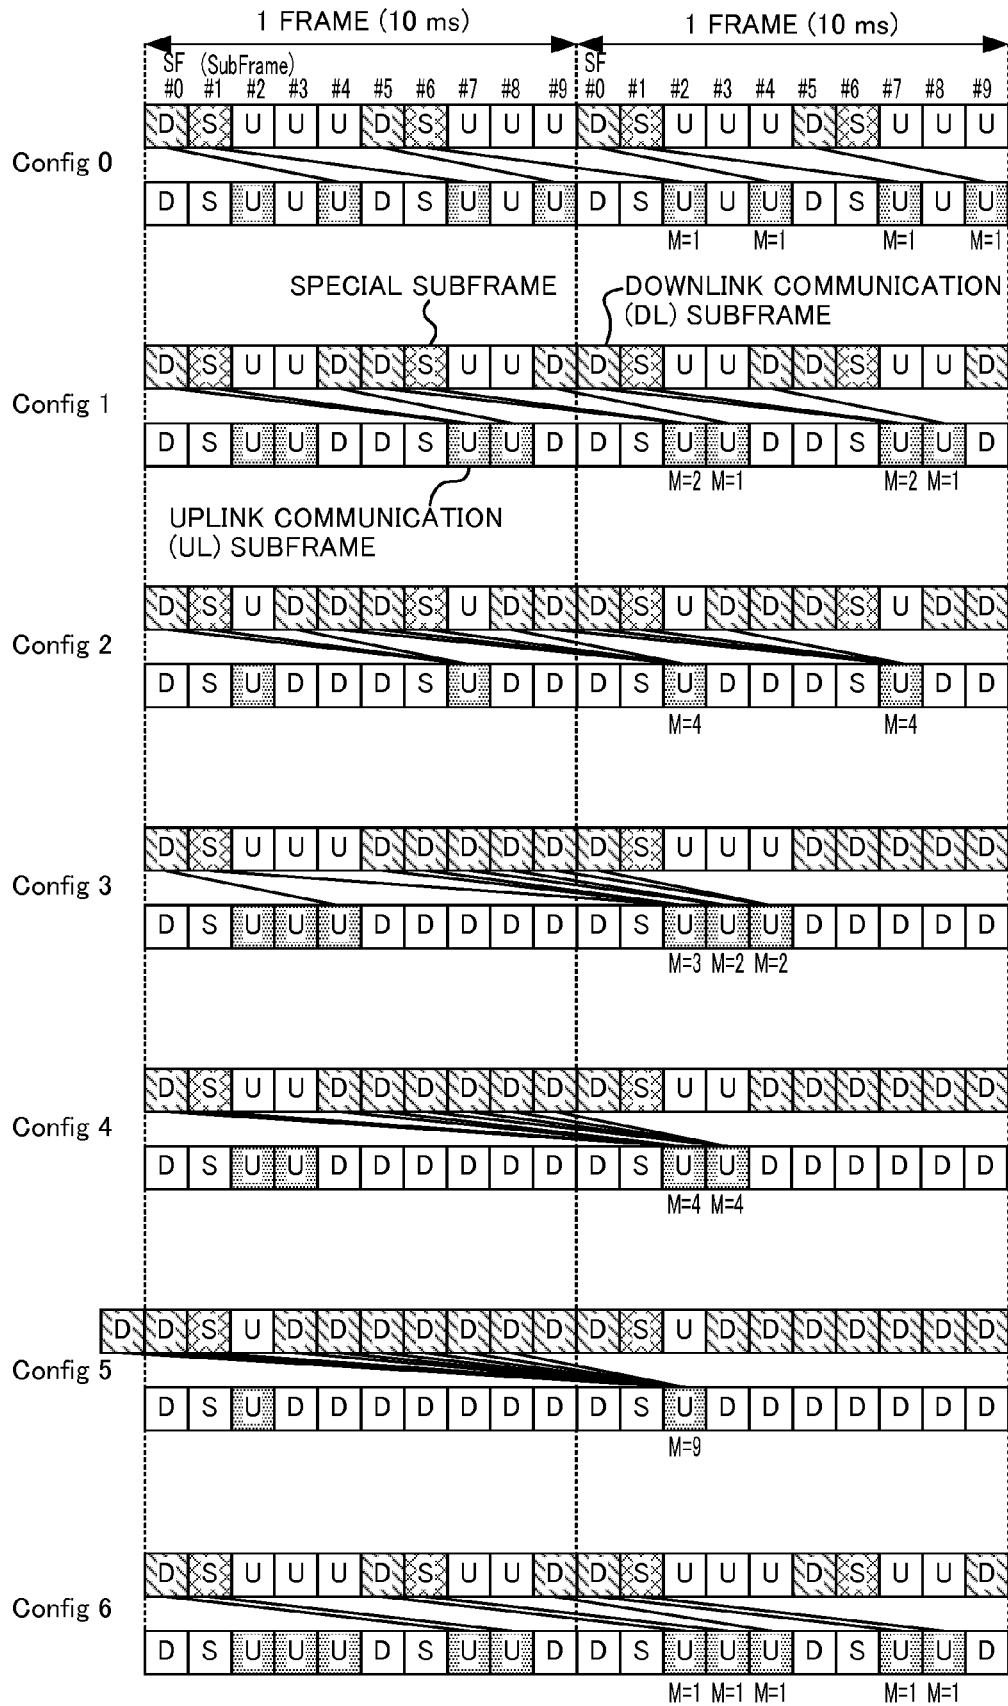 1 FRAME (10 ms) 1 FRAME (10 ms)
SF (SubFrame) SF
#0 #1 #2 #3 #4 #5 #6 #7 #8 #9 #0 #1 #2 #3 #4 #5 #6 #7 #8 #9
D S U U U D S U U U D S U U U D S U U U
Config 0
D S U U U D S U U U D S U U U D S U U U
M=1 M=1 M=1 M=1
SPECIAL SUBFRAME
DOWNLINK COMMUNICATION
(DL) SUBFRAME
D S U U D D S U U D D S U U D D S U U D
Config 1
D S U U D D S U U D D S U U D D S U U D
M=2 M=1 M=2 M=1
UPLINK COMMUNICATION
(UL) SUBFRAME
D S U D D D S U D D D S U D D D S U D D
Config 2
D S U D D D S U D D D S U D D D S U D D
M=4 M=4
D S U U U D D D D D D S U U U D D D D D
Config 3
D S U U U D D D D D D S U U U D D D D D
M=3 M=2 M=2
D S U U D D D D D D D S U U D D D D D D
Config 4
D S U U D D D D D D D S U U D D D D D D
M=4 M=4
D D S U D D D D D D D D S U D D D D D D D
Config 5
D S U D D D D D D D D S U D D D D D D D
M=9
D S U U U D S U U D D S U U U D S U U D
Config 6
D S U U U D S U U D D S U U U D S U U D
M=1 M=1 M=1 M=1 M=1